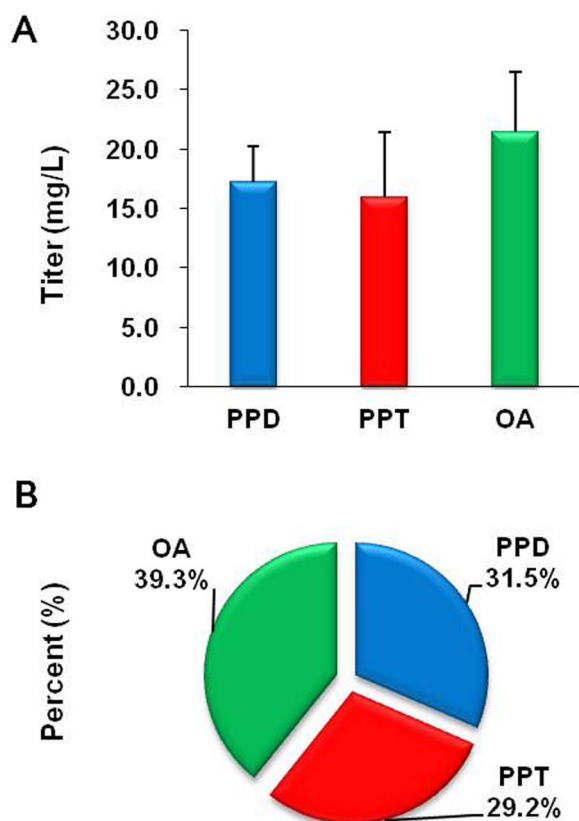 A
Titer (mg/L)
30.0
25.0
20.0
15.0
10.0
5.0
0.0
PPD PPT OA
B
Percent (%)
OA
39.3%
PPD
31.5%
PPT
29.2%